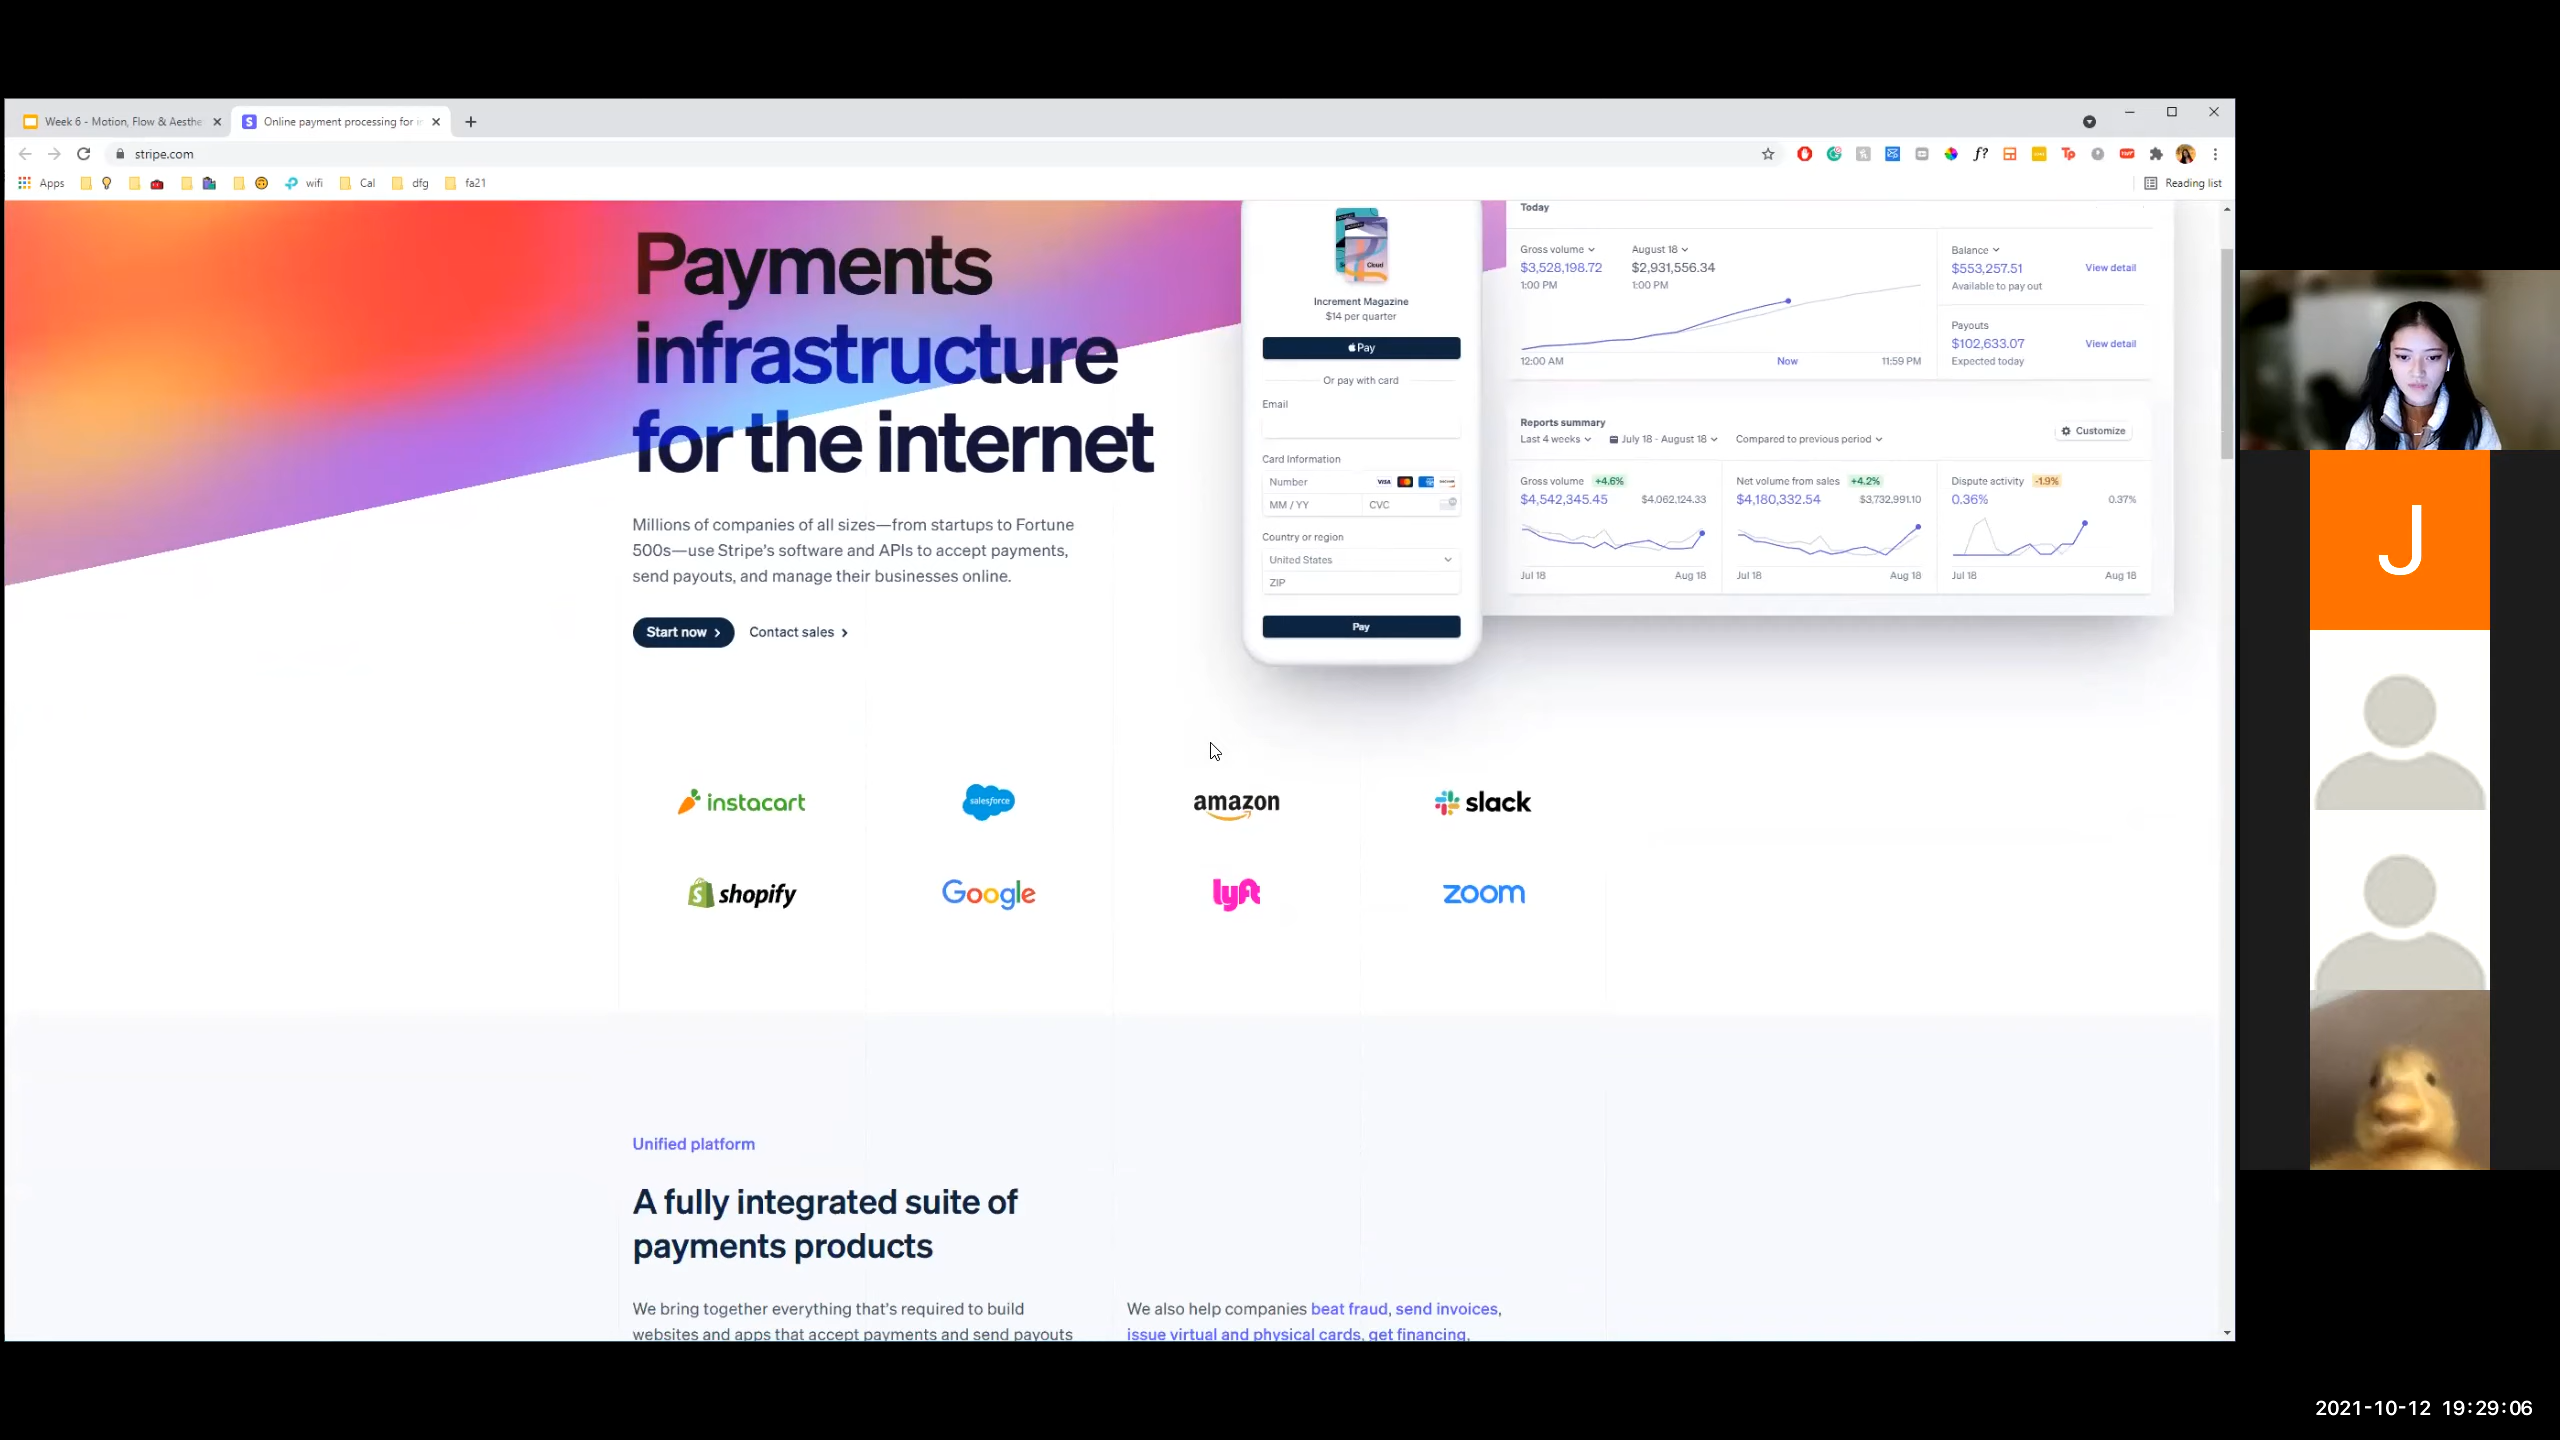 Week 6 - Motion, Flow & Aesthe
Online payment processing for in
stripe.com
Apps
wifi
Cal
dfg
fa21
Reading list
Payments
infrastructure
for the internet
Millions of companies of all sizes—from startups to Fortune
500s—use Stripe's software and APIs to accept payments,
send payouts, and manage their businesses online.
Start now
Contact sales
Increment Magazine
$14 per quarter
Pay
Or pay with card
Email
Card Information
Number
VISA
MM / YY
CVC
Country or region
United States
ZIP
Pay
Today
Gross volume
$3,528,198.72
1:00 PM
August 18
$2,931,556.34
1:00 PM
12:00 AM
Now
11:59 PM
Balance
$553,257.51
View detail
Available to pay out
Payouts
$102,633.07
View detail
Expected today
Reports summary
Last 4 weeks
July 18 - August 18
Compared to previous period
Customize
Gross volume +4.6%
$4,542,345.45
$4,062,124.33
Jul 18
Aug 18
Net volume from sales +4.2%
$4,180,332.54
$3,732,991.10
Jul 18
Aug 18
Dispute activity -1.9%
0.36%
0.37%
Jul 18
Aug 18
instacart
salesforce
amazon
slack
shopify
Google
lyft
zoom
Unified platform
A fully integrated suite of
payments products
We bring together everything that's required to build
websites and apps that accept payments and send payouts
We also help companies beat fraud, send invoices,
issue virtual and physical cards, get financing,
J
2021-10-12 19:29:06